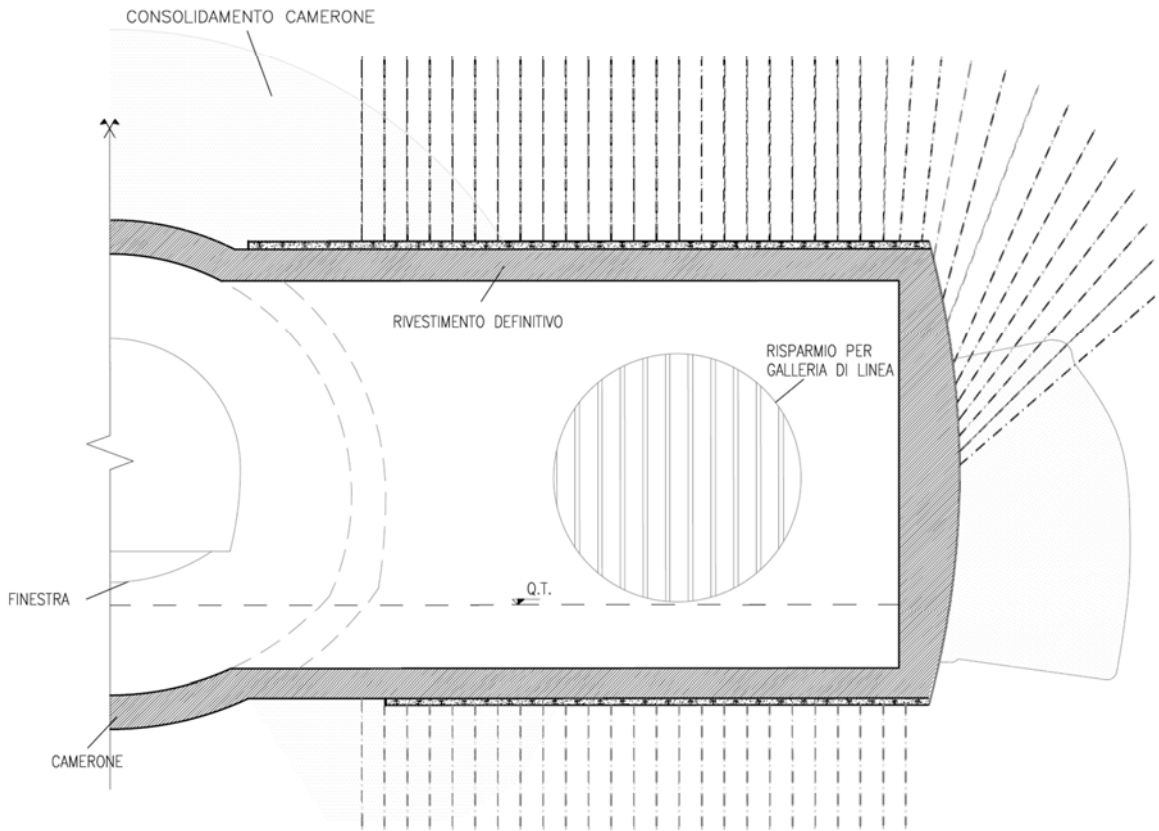 CONSOLIDAMENTO CAMERONE
RIVESTIMENTO DEFINITIVO
RISPARMIO PER
GALLERIA DI LINEA
Q.T.
FINESTRA
CAMERONE